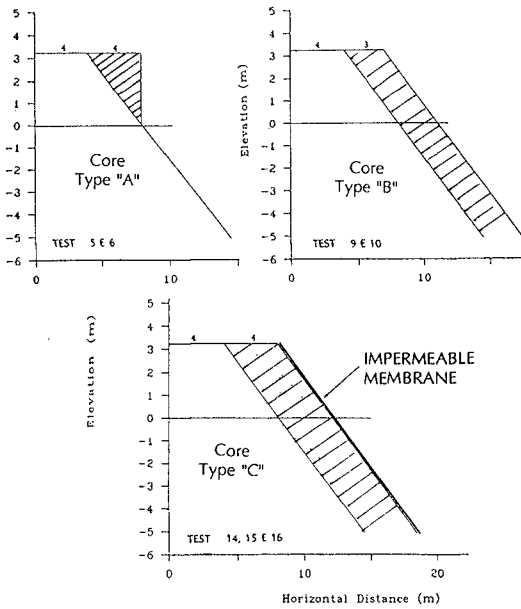 5
4
3
2
1
0
-1
-2
-3
-4
-5
-6
4 4
Core
Type "A"
TEST 5 E 6
0 10
Elevation (m)
5
4
3
2
1
0
-1
-2
-3
-4
-5
-6
4 3
Core
Type "B"
TEST 9 E 10
0 10
Elevation (m)
5
4
3
2
1
0
-1
-2
-3
-4
-5
-6
4 4
IMPERMEABLE
MEMBRANE
Core
Type "C"
TEST 14, 15 E 16
0 10 20
Horizontal Distance (m)